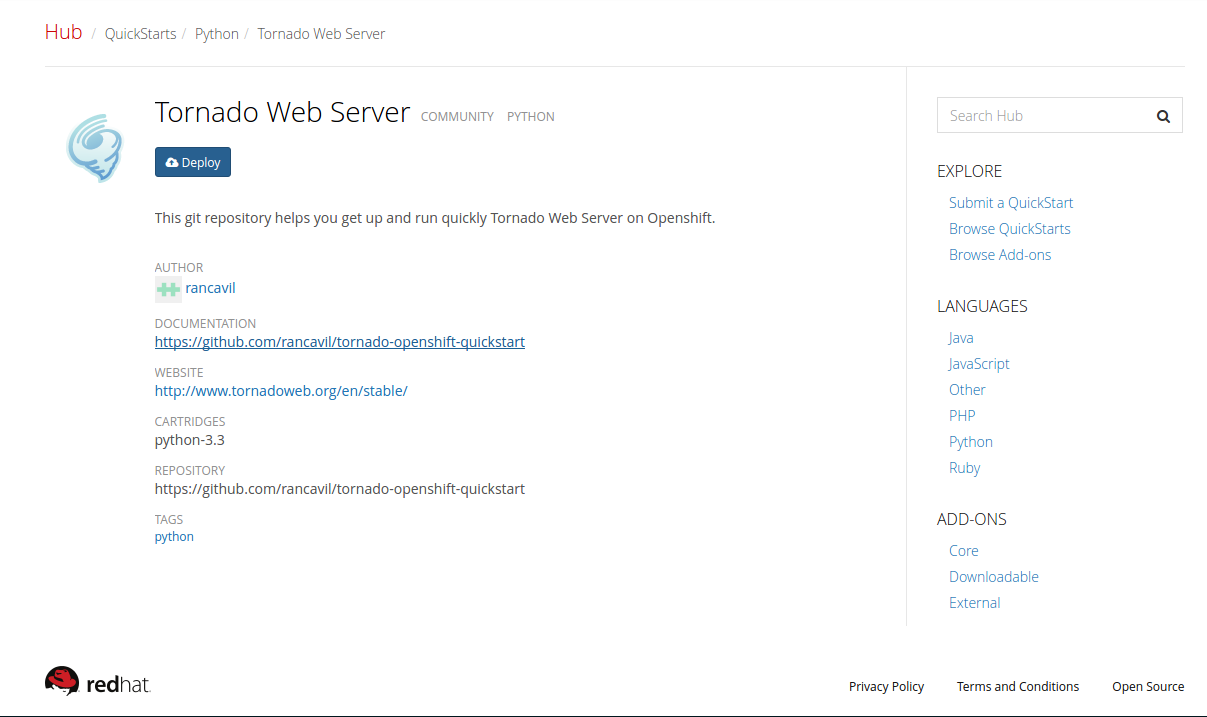 Hub / QuickStarts / Python / Tornado Web Server
Tornado Web Server COMMUNITY PYTHON
Deploy
This git repository helps you get up and run quickly Tornado Web Server on Openshift.
AUTHOR
rancavil
DOCUMENTATION
https://github.com/rancavil/tornado-openshift-quickstart
WEBSITE
http://www.tornadoweb.org/en/stable/
CARTRIDGES
python-3.3
REPOSITORY
https://github.com/rancavil/tornado-openshift-quickstart
TAGS
python
Search Hub
EXPLORE
Submit a QuickStart
Browse QuickStarts
Browse Add-ons
LANGUAGES
Java
JavaScript
Other
PHP
Python
Ruby
ADD-ONS
Core
Downloadable
External
redhat.
Privacy Policy Terms and Conditions Open Source